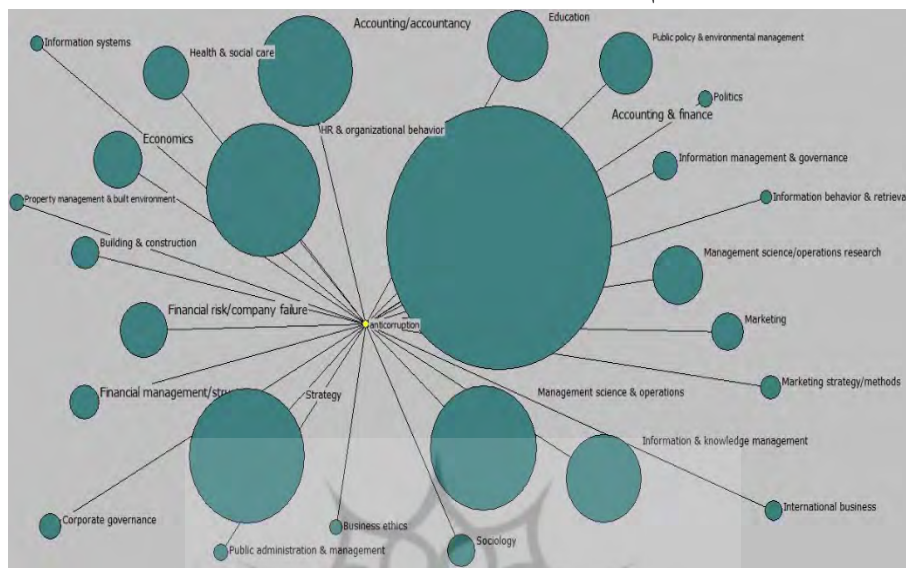 Accounting/accountancy
Education
Information systems
Health & social care
Public policy & environmental management
Politics
Accounting & finance
HR & organizational behavior
Economics
Information management & governance
Property management & built environment
Information behavior & retrieva
Building & construction
Management science/operations research
Financial risk/company failure
anticorruption
Marketing
Financial management/stru
Strategy
Management science & operations
Marketing strategy/methods
Information & knowledge management
International business
Corporate governance
Business ethics
Sociology
Public administration & management